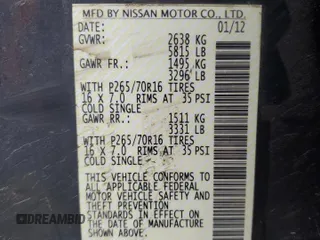 MFD BY NISSAN MOTOR CO., LTD.
DATE: 01/12
GVWR: 2638 KG
5815 LB
GAWR FR.: 1495 KG
3296 LB
WITH P265/70R16 TIRES
16 X 7.0 RIMS AT 35 PSI
COLD SINGLE
GAWR RR.: 1511 KG
3331 LB
WITH P265/70R16 TIRES
16 X 7.0 RIMS AT 35 PSI
COLD SINGLE
THIS VEHICLE CONFORMS TO
ALL APPLICABLE FEDERAL
MOTOR VEHICLE SAFETY AND
THEFT PREVENTION
STANDARDS IN EFFECT ON
THE DATE OF MANUFACTURE
SHOWN ABOVE.
DREAMBID